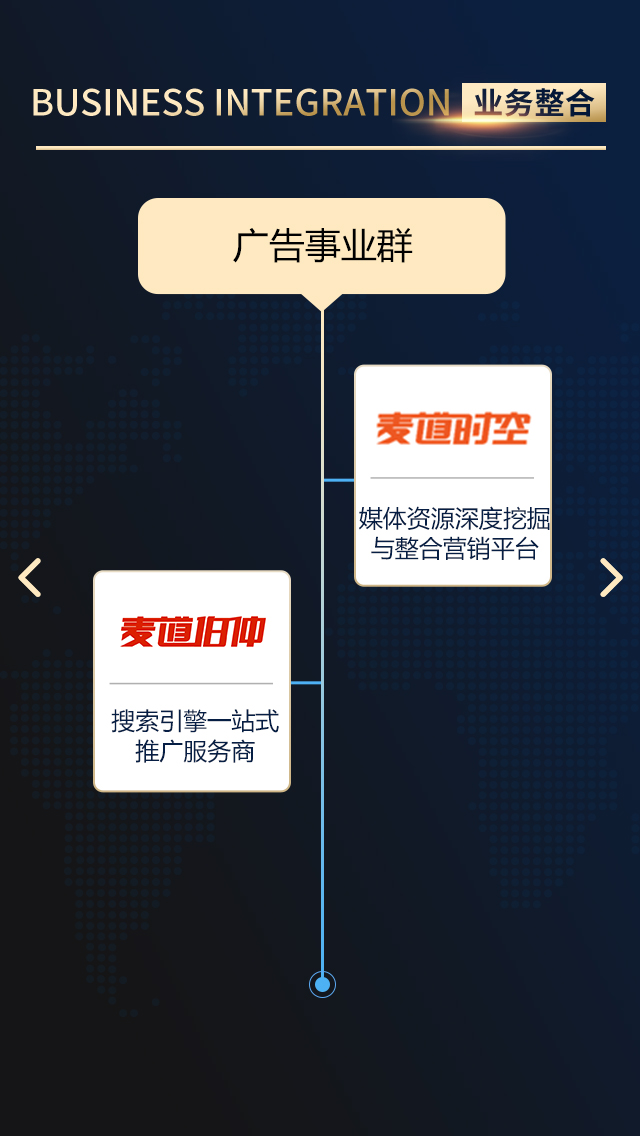 BUSINESS INTEGRATION 业务整合
广告事业群
麦道时空
媒体资源深度挖掘
与整合营销平台
麦道伯仲
搜索引擎一站式
推广服务商